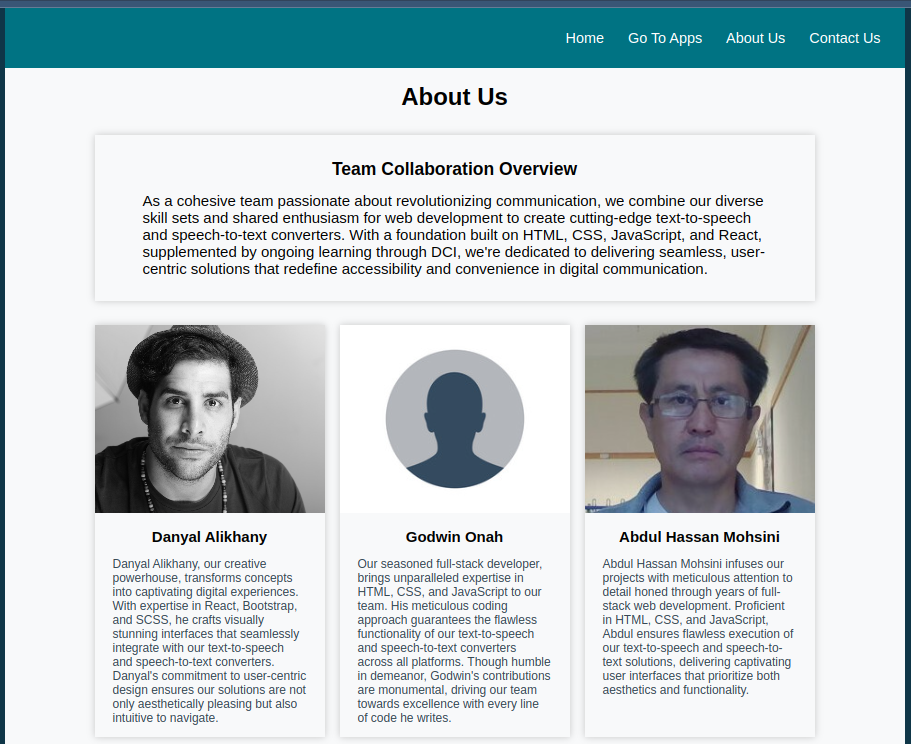 Home Go To Apps About Us Contact Us
About Us
Team Collaboration Overview
As a cohesive team passionate about revolutionizing communication, we combine our diverse
skill sets and shared enthusiasm for web development to create cutting-edge text-to-speech
and speech-to-text converters. With a foundation built on HTML, CSS, JavaScript, and React,
supplemented by ongoing learning through DCI, we're dedicated to delivering seamless, user-
centric solutions that redefine accessibility and convenience in digital communication.
Danyal Alikhany
Danyal Alikhany, our creative
powerhouse, transforms concepts
into captivating digital experiences.
With expertise in React, Bootstrap,
and SCSS, he crafts visually
stunning interfaces that seamlessly
integrate with our text-to-speech
and speech-to-text converters.
Danyal's commitment to user-centric
design ensures our solutions are not
only aesthetically pleasing but also
intuitive to navigate.
Godwin Onah
Our seasoned full-stack developer,
brings unparalleled expertise in
HTML, CSS, and JavaScript to our
team. His meticulous coding
approach guarantees the flawless
functionality of our text-to-speech
and speech-to-text converters
across all platforms. Though humble
in demeanor, Godwin's contributions
are monumental, driving our team
towards excellence with every line
of code he writes.
Abdul Hassan Mohsini
Abdul Hassan Mohsini infuses our
projects with meticulous attention to
detail honed through years of full-
stack web development. Proficient
in HTML, CSS, and JavaScript,
Abdul ensures flawless execution of
our text-to-speech and speech-to-
text solutions, delivering captivating
user interfaces that prioritize both
aesthetics and functionality.